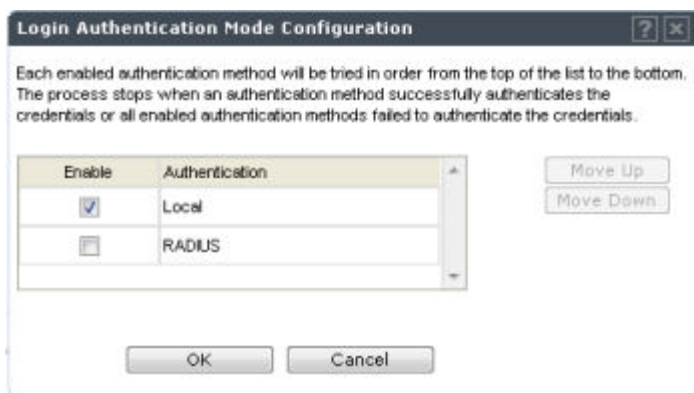 Login Authentication Mode Configuration
Each enabled authentication method will be tried in order from the top of the list to the bottom.
The process stops when an authentication method successfully authenticates the
credentials or all enabled authentication methods failed to authenticate the credentials.
Enable Authentication
Local
RADIUS
Move Up
Move Down
OK Cancel